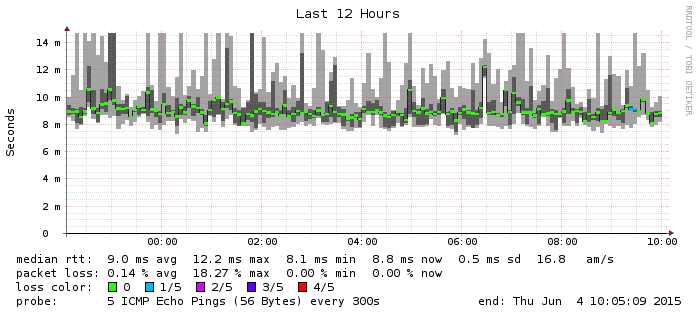 Last 12 Hours
RRDTOOL / TOBI OETIKER
Seconds
14 m
12 m
10 m
8 m
6 m
4 m
2 m
0
00:00 02:00 04:00 06:00 08:00 10:00
median rtt: 9.0 ms avg 12.2 ms max 8.1 ms min 8.8 ms now 0.5 ms sd 16.8 am/s
packet loss: 0.14 % avg 18.27 % max 0.00 % min 0.00 % now
loss color: 0 1/5 2/5 3/5 4/5
probe: 5 ICMP Echo Pings (56 Bytes) every 300s end: Thu Jun 4 10:05:09 2015